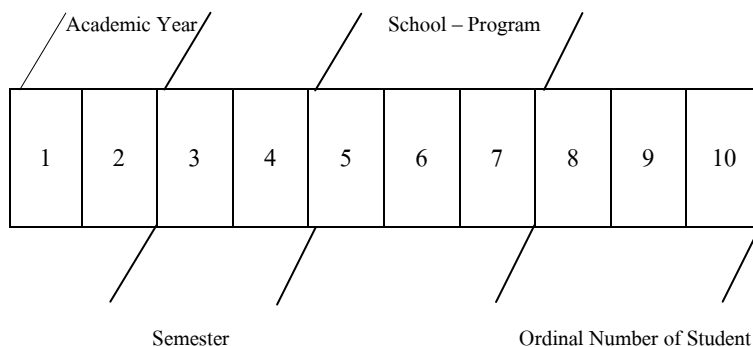 Academic Year School – Program
1 2 3 4 5 6 7 8 9 10
Semester Ordinal Number of Student